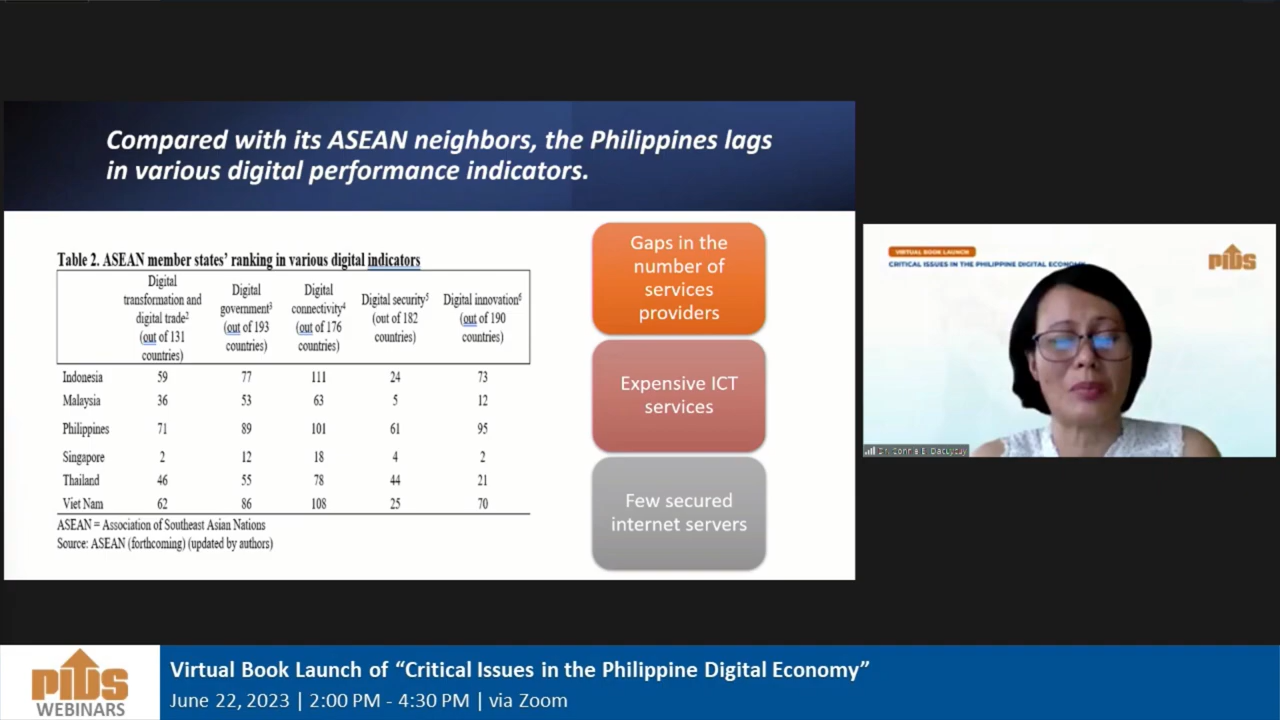 Compared with its ASEAN neighbors, the Philippines lags
in various digital performance indicators.
Table 2. ASEAN member states' ranking in various digital indicators
Digital transformation and digital trade² (out of 131 countries)
Digital government³ (out of 193 countries)
Digital connectivity⁴ (out of 176 countries)
Digital security⁵ (out of 182 countries)
Digital innovation⁶ (out of 190 countries)
Indonesia 59 77 111 24 73
Malaysia 36 53 63 5 12
Philippines 71 89 101 61 95
Singapore 2 12 18 4 2
Thailand 46 55 78 44 21
Viet Nam 62 86 108 25 70
ASEAN = Association of Southeast Asian Nations
Source: ASEAN (forthcoming) (updated by authors)
Gaps in the
number of
services
providers
Expensive ICT
services
Few secured
internet servers
VIRTUAL BOOK LAUNCH
CRITICAL ISSUES IN THE PHILIPPINE DIGITAL ECONOMY
PIDS
Dr.
PIDS
WEBINARS
Virtual Book Launch of "Critical Issues in the Philippine Digital Economy"
June 22, 2023 | 2:00 PM - 4:30 PM | via Zoom